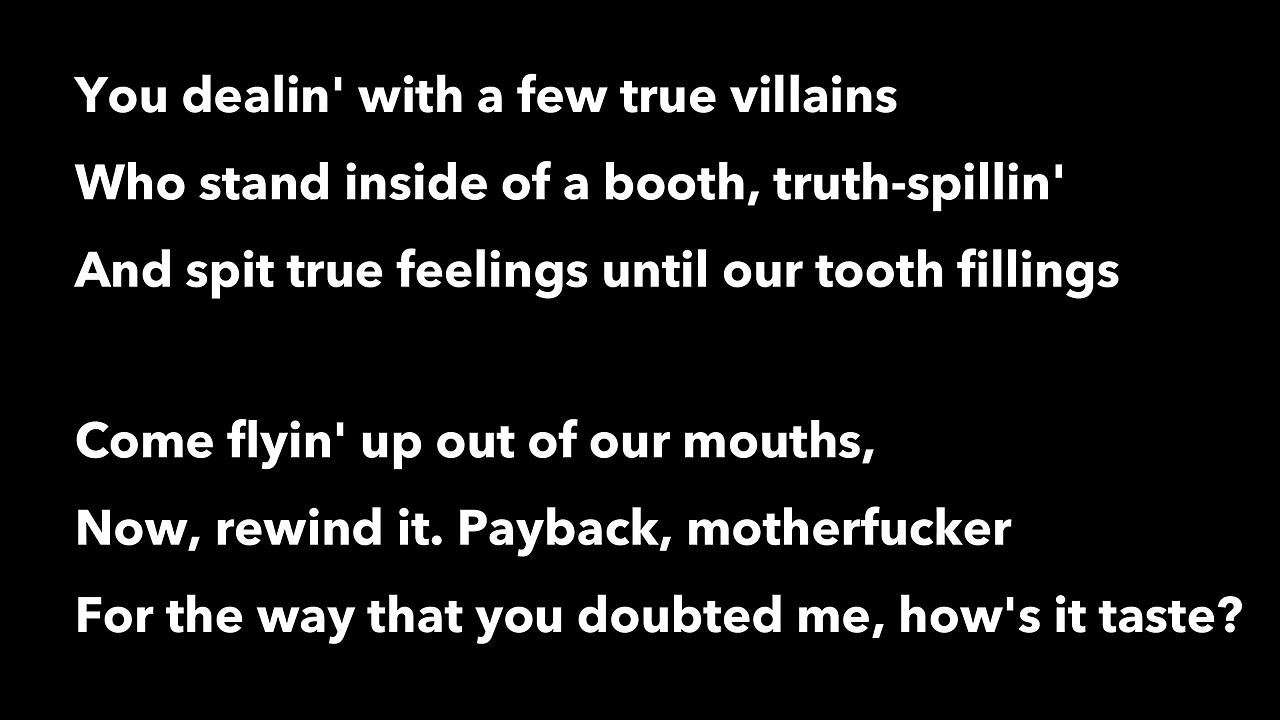 You dealin' with a few true villains
Who stand inside of a booth, truth-spillin'
And spit true feelings until our tooth fillings
Come flyin' up out of our mouths,
Now, rewind it. Payback, motherfucker
For the way that you doubted me, how's it taste?